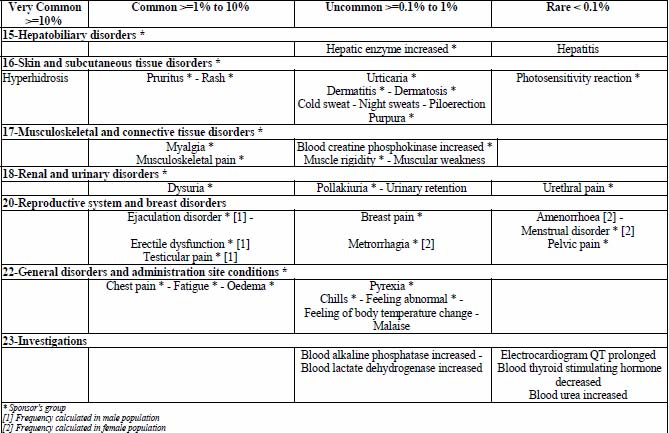 Very Common Common >=1% to 10% Uncommon >=0.1% to 1% Rare < 0.1%
>=10%
15-Hepatobiliary disorders *
Hepatic enzyme increased * Hepatitis
16-Skin and subcutaneous tissue disorders *
Hyperhidrosis Pruritus * - Rash * Urticaria * Photosensitivity reaction *
Dermatitis * - Dermatosis *
Cold sweat - Night sweats - Piloerection
Purpura *
17-Musculoskeletal and connective tissue disorders *
Myalgia * Blood creatine phosphokinase increased *
Musculoskeletal pain * Muscle rigidity * - Muscular weakness
18-Renal and urinary disorders *
Dysuria * Pollakiuria * - Urinary retention Urethral pain *
20-Reproductive system and breast disorders
Ejaculation disorder * [1] - Breast pain * Amenorrhoea [2] -
Menstrual disorder * [2]
Erectile dysfunction * [1] Metrorrhagia * [2] Pelvic pain *
Testicular pain * [1]
22-General disorders and administration site conditions *
Chest pain * - Fatigue * - Oedema * Pyrexia *
Chills * - Feeling abnormal * -
Feeling of body temperature change -
Malaise
23-Investigations
Blood alkaline phosphatase increased - Electrocardiogram QT prolonged
Blood lactate dehydrogenase increased Blood thyroid stimulating hormone
decreased
Blood urea increased
* Sponsor's group
[1] Frequency calculated in male population
[2] Frequency calculated in female population